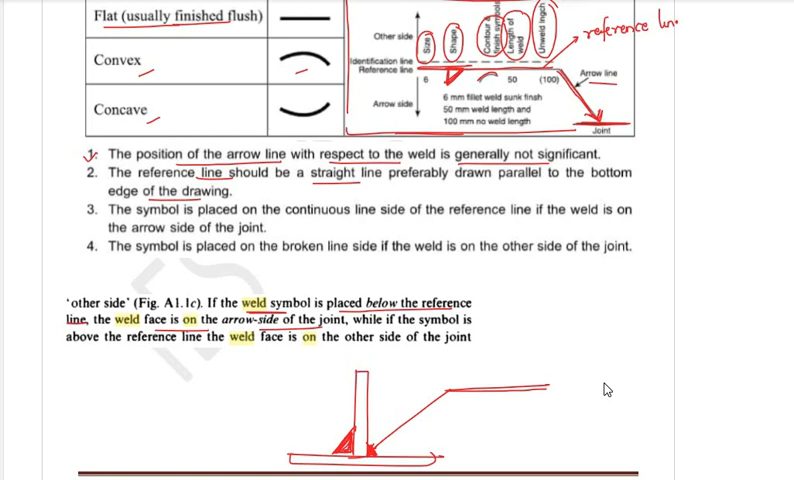 Flat (usually finished flush)
Convex
Concave
Other side
Identification line
Reference line
Arrow side
Size
Shape
Contour &
finish symbols
Length of
weld
6
50
(100)
6 mm fillet weld sunk finsh
50 mm weld length and
100 mm no weld length
Arrow line
Joint
reference lin
1. The position of the arrow line with respect to the weld is generally not significant.
2. The reference line should be a straight line preferably drawn parallel to the bottom
edge of the drawing.
3. The symbol is placed on the continuous line side of the reference line if the weld is on
the arrow side of the joint.
4. The symbol is placed on the broken line side if the weld is on the other side of the joint.
'other side' (Fig. A1.1c). If the weld symbol is placed below the reference
line, the weld face is on the arrow-side of the joint, while if the symbol is
above the reference line the weld face is on the other side of the joint